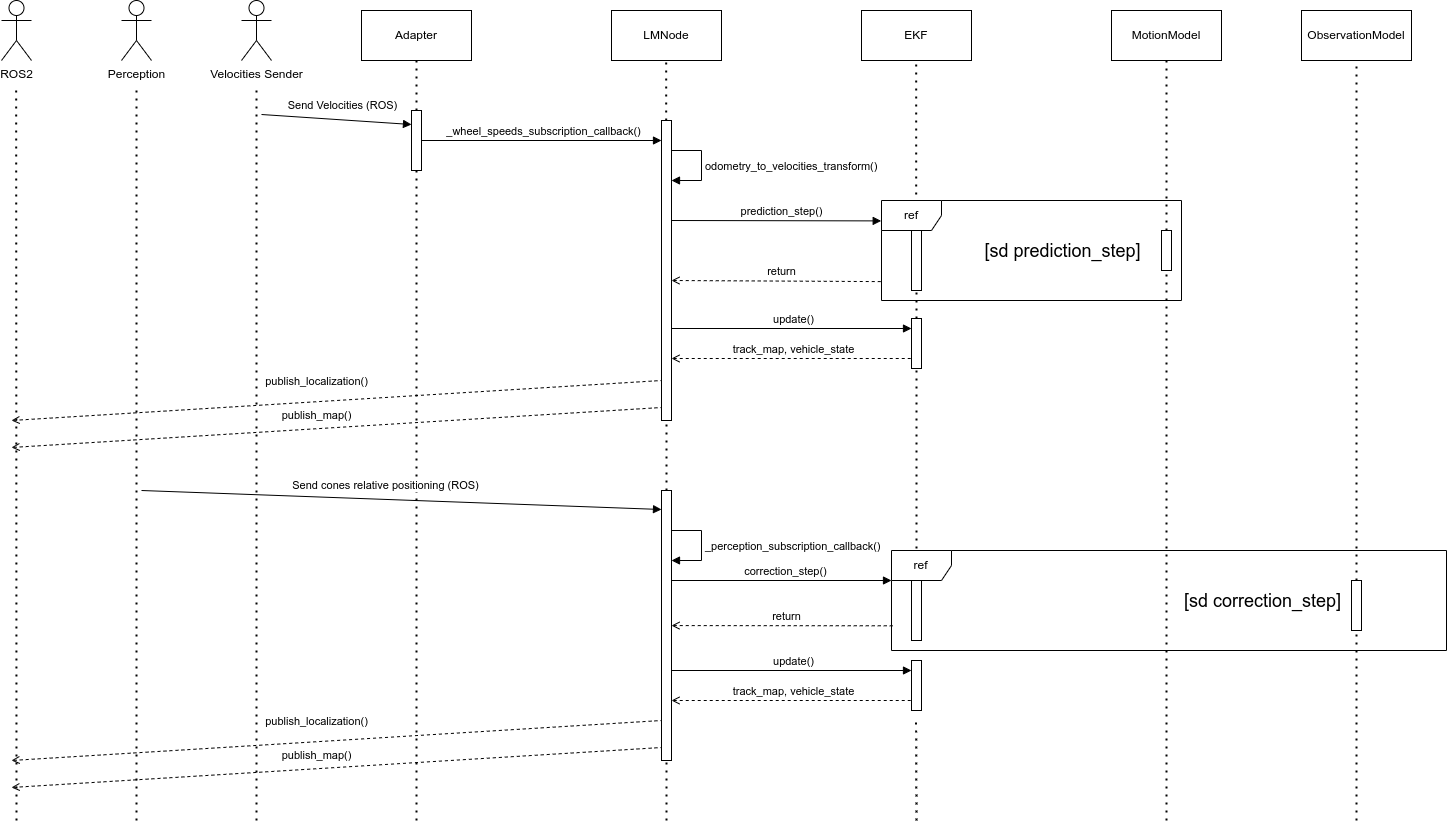 ROS2
Perception
Velocities Sender
Adapter
LMNode
EKF
MotionModel
ObservationModel
Send Velocities (ROS)
_wheel_speeds_subscription_callback()
odometry_to_velocities_transform()
prediction_step()
ref
[sd prediction_step]
return
update()
track_map, vehicle_state
publish_localization()
publish_map()
Send cones relative positioning (ROS)
_perception_subscription_callback()
correction_step()
ref
[sd correction_step]
return
update()
track_map, vehicle_state
publish_localization()
publish_map()